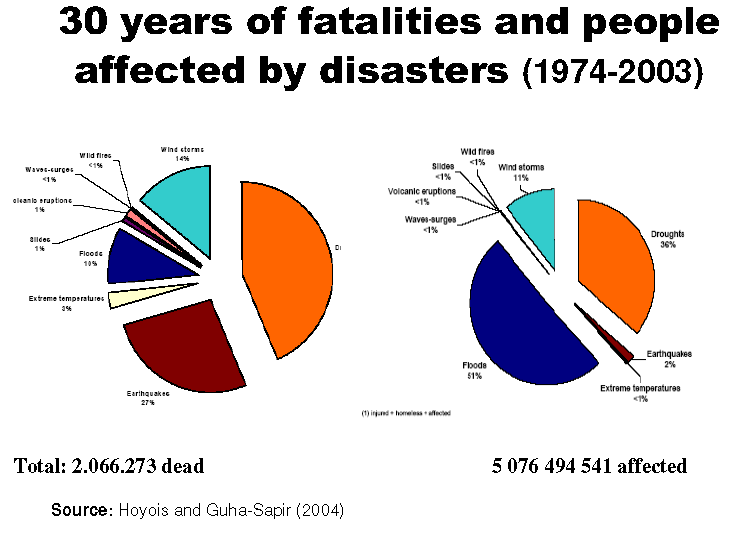 30 years of fatalities and people
affected by disasters (1974-2003)
Wild fires
<1%
Waves-surges
<1%
olcanic eruptions
1%
Slides
1%
Floods
10%
Extreme temperatures
3%
Earthquakes
27%
Wind storms
14%
D
Wild fires
<1%
Slides
<1%
Wind storms
11%
Volcanic eruptions
<1%
Waves-surges
<1%
Droughts
36%
Floods
51%
Earthquakes
2%
Extreme temperatures
<1%
(1) injured + homeless + affected
Total: 2.066.273 dead
5 076 494 541 affected
Source: Hoyois and Guha-Sapir (2004)